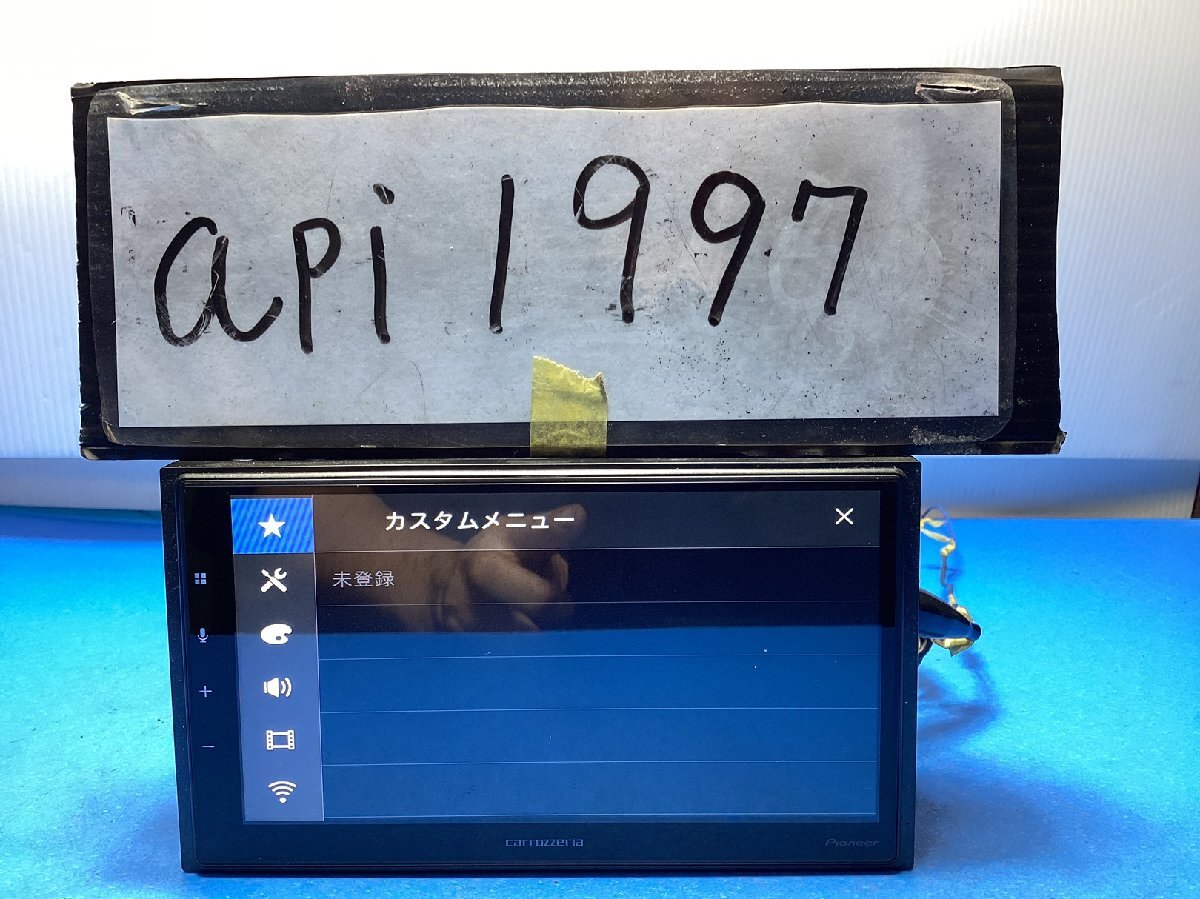 api 1997
カスタムメニュー
未登録
carrozzeria
Pioneer